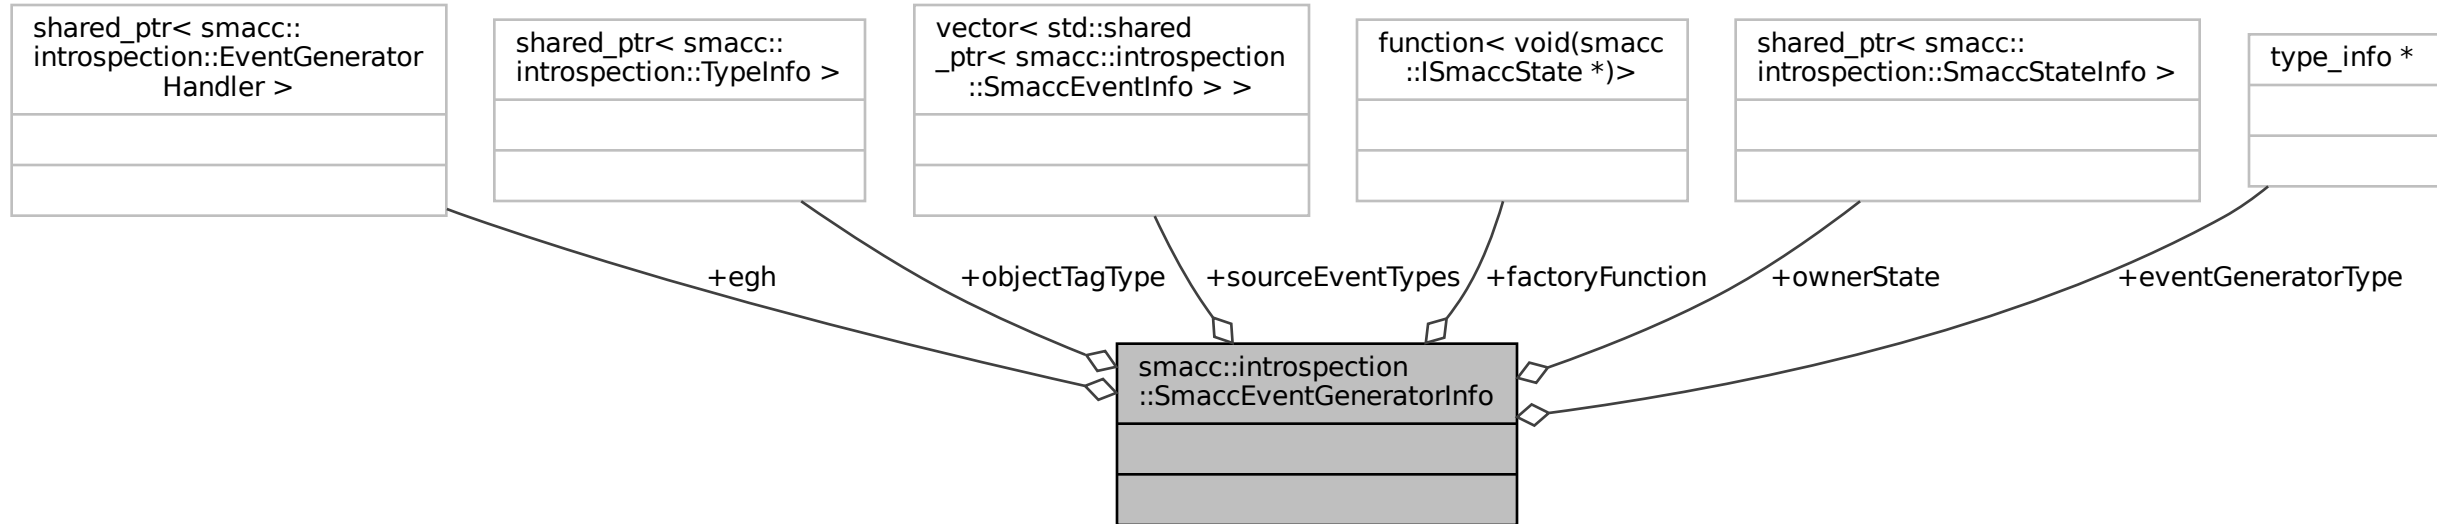 shared_ptr< smacc::
introspection::EventGenerator
Handler >
shared_ptr< smacc::
introspection::TypeInfo >
vector< std::shared
_ptr< smacc::introspection
::SmaccEventInfo > >
function< void(smacc
::ISmaccState *)>
shared_ptr< smacc::
introspection::SmaccStateInfo >
type_info *
+egh
+objectTagType
+sourceEventTypes
+factoryFunction
+ownerState
+eventGeneratorType
smacc::introspection
::SmaccEventGeneratorInfo